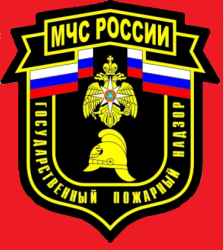 МЧС РОССИИ
ГОСУДАРСТВЕННЫЙ ПОЖАРНЫЙ НАДЗОР